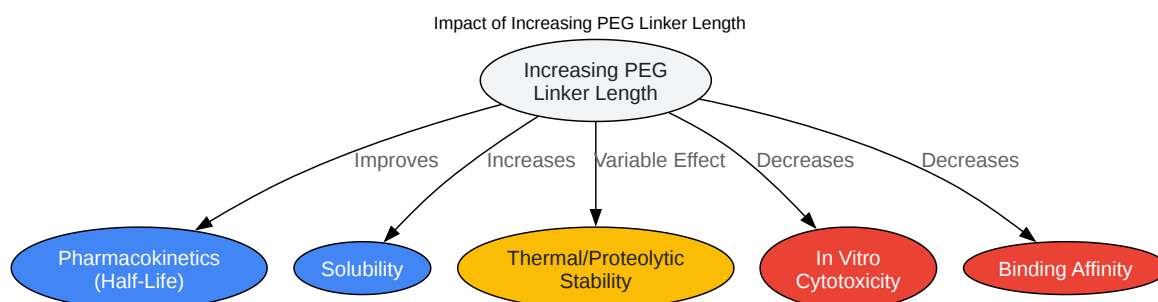 Impact of Increasing PEG Linker Length
Increasing PEG
Linker Length
Improves
Increases
Variable Effect
Decreases
Decreases
Pharmacokinetics
(Half-Life)
Solubility
Thermal/Proteolytic
Stability
In Vitro
Cytotoxicity
Binding Affinity